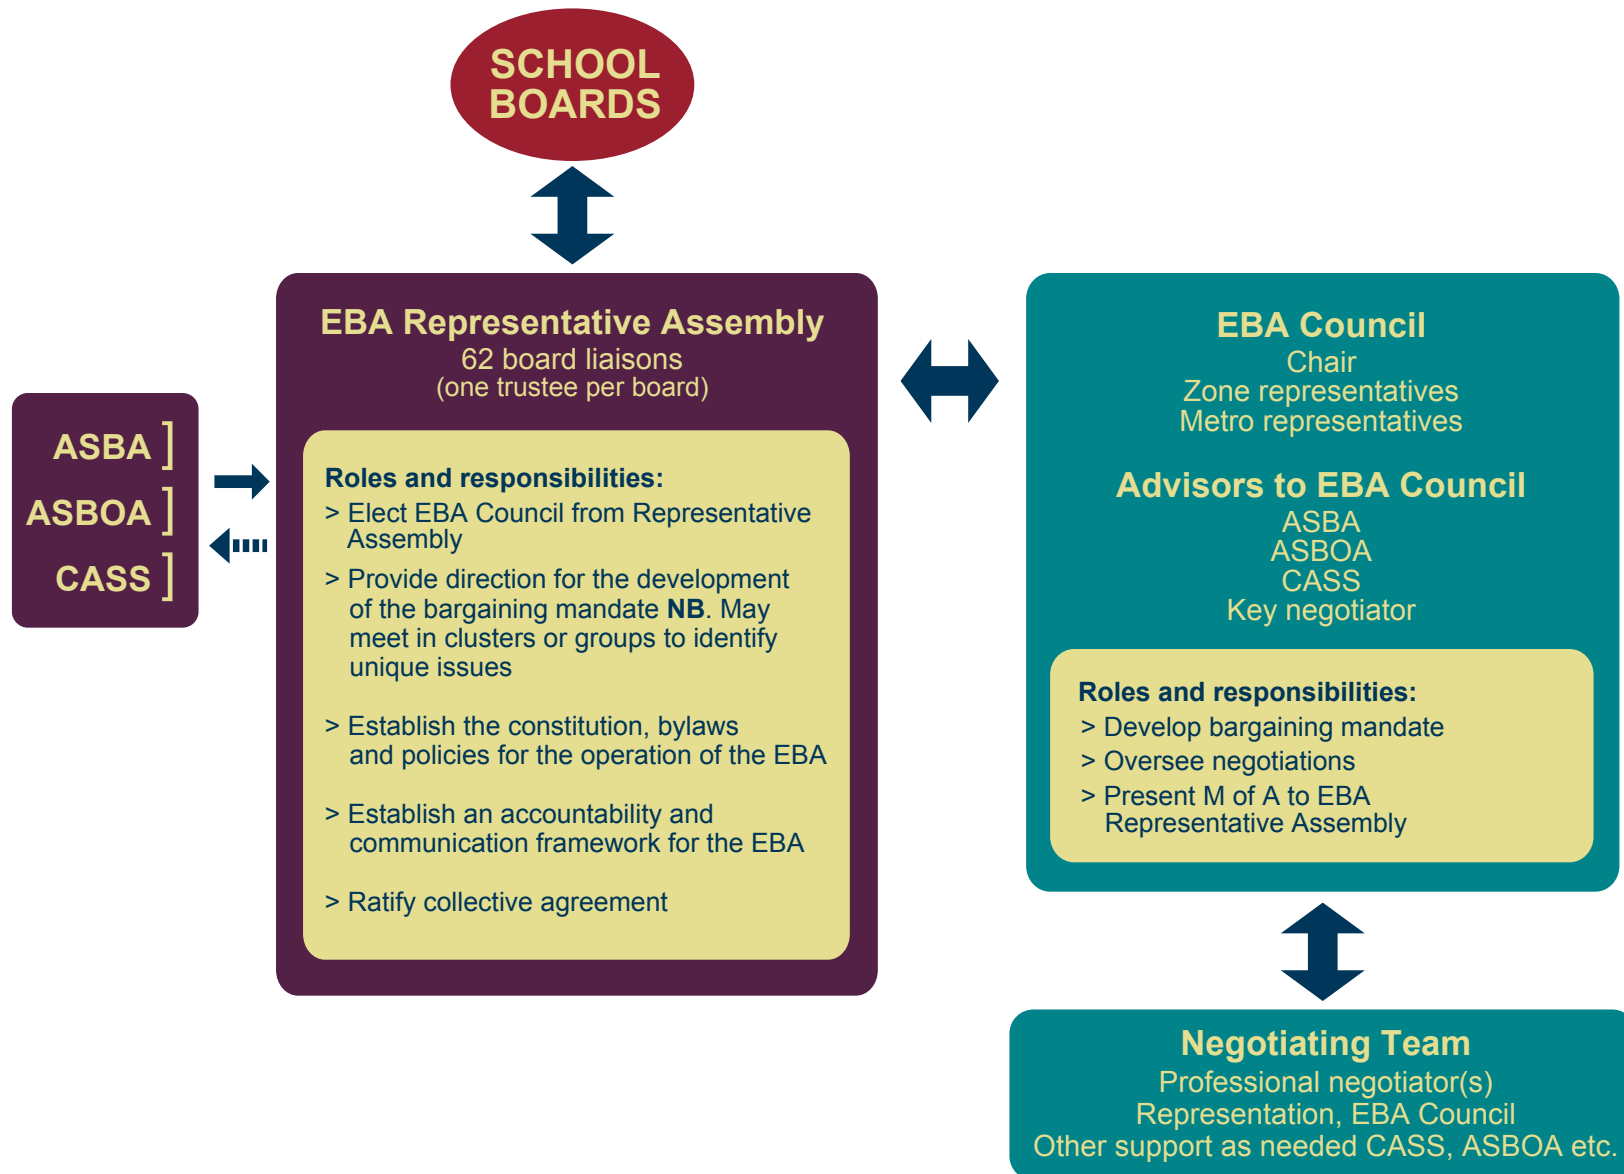 SCHOOL
BOARDS
EBA Representative Assembly
62 board liaisons
(one trustee per board)
ASBA ]
ASBOA ]
CASS ]
Roles and responsibilities:
> Elect EBA Council from Representative
Assembly
> Provide direction for the development
of the bargaining mandate NB. May
meet in clusters or groups to identify
unique issues
> Establish the constitution, bylaws
and policies for the operation of the EBA
> Establish an accountability and
communication framework for the EBA
> Ratify collective agreement
EBA Council
Chair
Zone representatives
Metro representatives
Advisors to EBA Council
ASBA
ASBOA
CASS
Key negotiator
Roles and responsibilities:
> Develop bargaining mandate
> Oversee negotiations
> Present M of A to EBA
Representative Assembly
Negotiating Team
Professional negotiator(s)
Representation, EBA Council
Other support as needed CASS, ASBOA etc.